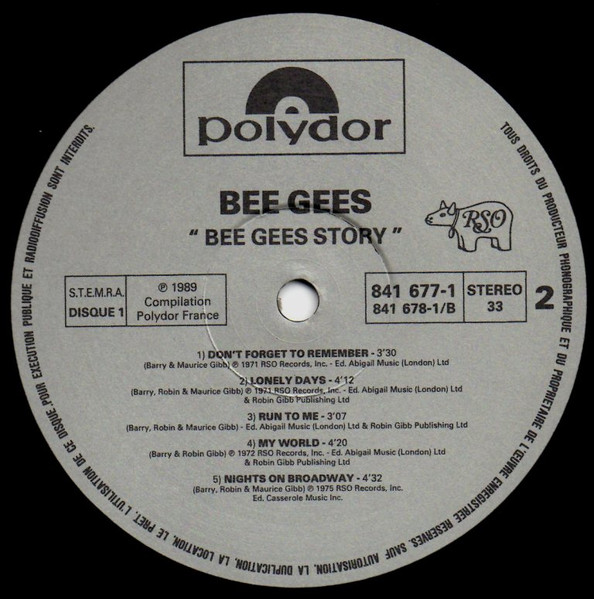 polydor
BEE GEES
“ BEE GEES STORY ”
RSO
S.T.E.M.R.A.
DISQUE 1
℗ 1989
Compilation
Polydor France
841 677-1
841 678-1/B
STEREO
33
2
1) DON'T FORGET TO REMEMBER - 3'30
(Barry & Maurice Gibb) ℗ 1971 RSO Records, Inc. - Ed. Abigail Music (London) Ltd
2) LONELY DAYS - 4'12
(Barry, Robin & Maurice Gibb) ℗ 1971 RSO Records, Inc. - Ed. Abigail Music (London) Ltd
& Robin Gibb Publishing Ltd
3) RUN TO ME - 3'07
(Barry, Robin & Maurice Gibb) - Ed. Abigail Music (London) Ltd & Robin Gibb Publishing Ltd
4) MY WORLD - 4'20
(Barry & Robin Gibb) ℗ 1972 RSO Records, Inc. - Ed. Abigail Music (London) Ltd
& Robin Gibb Publishing Ltd
5) NIGHTS ON BROADWAY - 4'32
(Barry, Robin & Maurice Gibb) ℗ 1975 RSO Records, Inc.
Ed. Casserole Music Inc.
TOUS DROITS DU PRODUCTEUR PHONOGRAPHIQUE ET DU PROPRIETAIRE DE L'ŒUVRE ENREGISTREE RESERVES. SAUF AUTORISATION, LA DUPLICATION, LA LOCATION, LE PRET, L'UTILISATION DE CE DISQUE POUR EXECUTION PUBLIQUE ET RADIODIFFUSION SONT INTERDITS.